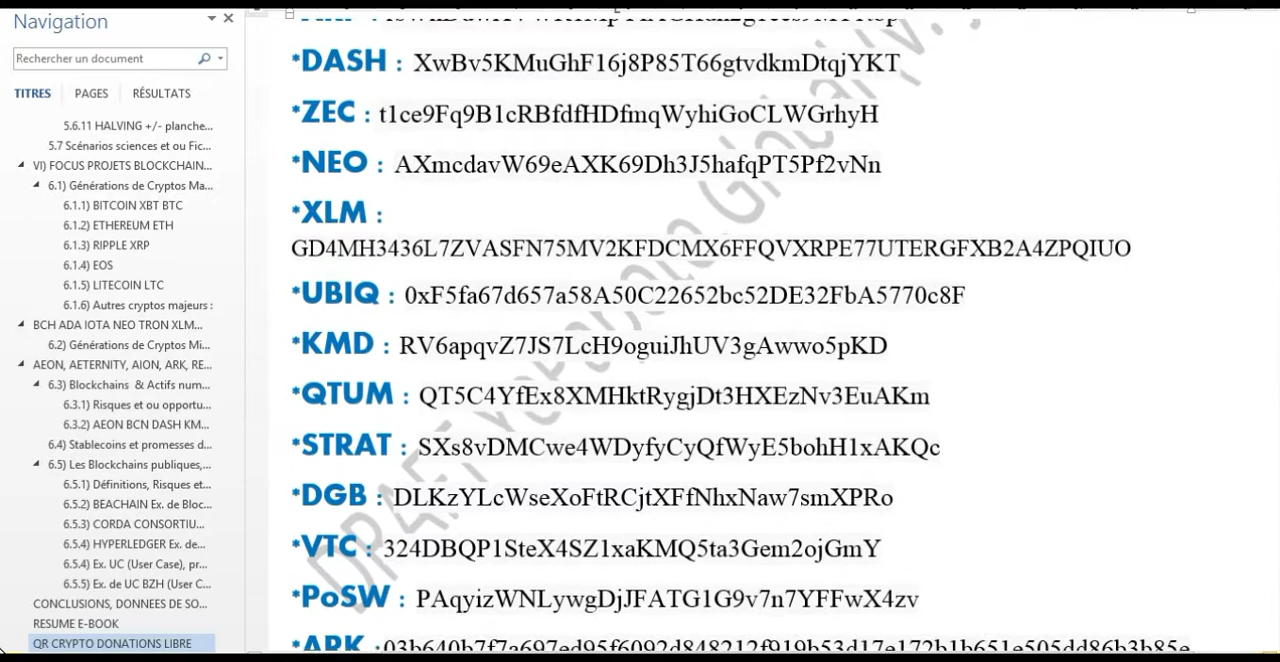 Navigation
Rechercher un document
TITRES PAGES RÉSULTATS
5.6.11 HALVING +/- planche...
5.7 Scénarios sciences et ou Fic...
VI) FOCUS PROJETS BLOCKCHAIN...
6.1) Générations de Cryptos Ma...
6.1.1) BITCOIN XBT BTC
6.1.2) ETHEREUM ETH
6.1.3) RIPPLE XRP
6.1.4) EOS
6.1.5) LITECOIN LTC
6.1.6) Autres cryptos majeurs :
BCH ADA IOTA NEO TRON XLM...
6.2) Générations de Cryptos Mi...
AEON, AETERNITY, AION, ARK, RE...
6.3) Blockchains & Actifs num...
6.3.1) Risques et ou opportu...
6.3.2) AEON BCN DASH KM...
6.4) Stablecoins et promesses d...
6.5) Les Blockchains publiques,...
6.5.1) Définitions, Risques et...
6.5.2) BEACHAIN Ex. de Bloc...
6.5.3) CORDA CONSORTIU...
6.5.4) HYPERLEDGER Ex. de...
6.5.4) Ex. UC (User Case), pr...
6.5.5) Ex. de UC BZH (User C...
CONCLUSIONS, DONNEES DE SO...
RESUME E-BOOK
QR CRYPTO DONATIONS LIBRE
*DASH : XwBv5KMuGhF16j8P85T66gtvdkmDtqjYKT
*ZEC : t1ce9Fq9B1cRBfdfHDfmqWyhiGoCLWGrhyH
*NEO : AXmcdavW69eAXK69Dh3J5hafqPT5Pf2vNn
*XLM :
GD4MH3436L7ZVASFN75MV2KFDCMX6FFQVXRPE77UTERGFXB2A4ZPQIUO
*UBIQ : 0xF5fa67d657a58A50C22652bc52DE32FbA5770c8F
*KMD : RV6apqvZ7JS7LcH9oguiJhUV3gAwwo5pKD
*QTUM : QT5C4YfEx8XMHktRygjDt3HXEzNv3EuAKm
*STRAT : SXs8vDMCwe4WDyfyCyQfWyE5bohH1xAKQc
*DGB : DLKzYLcWseXoFtRCjtXFfNhxNaw7smXPRo
*VTC : 324DBQP1SteX4SZ1xaKMQ5ta3Gem2ojGmY
*PoSW : PAqyizWNLywgDjJFATG1G9v7n7YFFwX4zv
*ARK :03b640b7f7a697ed95f6092d848212f919b53d17e172b1b651e505dd86b3b85e